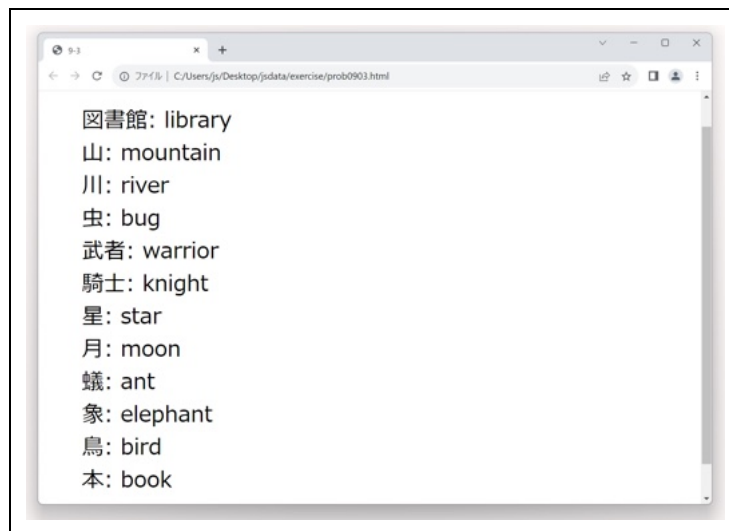 9-3
ファイル | C:/Users/js/Desktop/jsdata/exercise/prob0903.html
図書館: library
山: mountain
川: river
虫: bug
武者: warrior
騎士: knight
星: star
月: moon
蟻: ant
象: elephant
鳥: bird
本: book